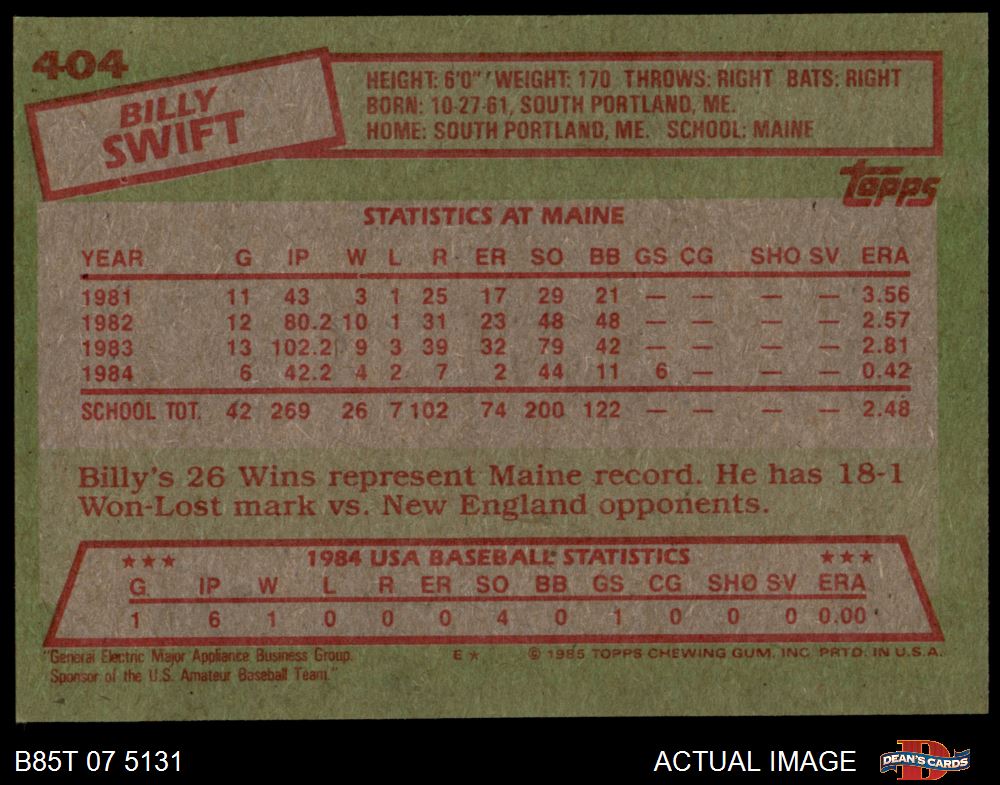 404
BILLY
SWIFT
HEIGHT: 6'0" WEIGHT: 170 THROWS: RIGHT BATS: RIGHT
BORN: 10-27-61, SOUTH PORTLAND, ME.
HOME: SOUTH PORTLAND, ME. SCHOOL: MAINE
topps
STATISTICS AT MAINE
YEAR G IP W L R ER SO BB GS CG SHO SV ERA
1981 11 43 3 1 25 17 29 21 — — — — 3.56
1982 12 80.2 10 1 31 23 48 48 — — — — 2.57
1983 13 102.2 9 3 39 32 79 42 — — — — 2.81
1984 6 42.2 4 2 7 2 44 11 6 — — — 0.42
SCHOOL TOT. 42 269 26 7 102 74 200 122 — — — — 2.48
Billy's 26 Wins represent Maine record. He has 18-1
Won-Lost mark vs. New England opponents.
★★★ 1984 USA BASEBALL STATISTICS ★★★
G IP W L R ER SO BB GS CG SHO SV ERA
1 6 1 0 0 0 4 0 1 0 0 0 0.00
"General Electric Major Appliance Business Group.
Sponsor of the U.S. Amateur Baseball Team."
E★ © 1985 TOPPS CHEWING GUM, INC. PRTD. IN U.S.A.
B85T 07 5131
ACTUAL IMAGE
D
DEAN'S CARDS